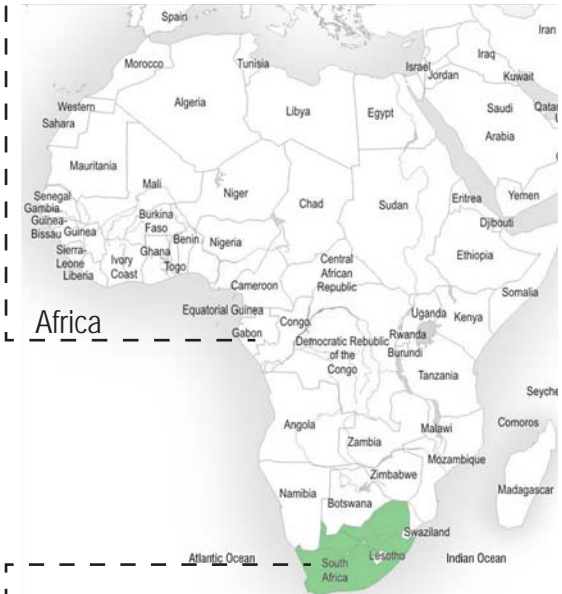 Spain
Iran
Morocco
Tunisia
Israel
Iraq
Jordan
Kuwait
Western
Sahara
Algeria
Libya
Egypt
Saudi
Arabia
Mauritania
Mali
Niger
Chad
Sudan
Eritrea
Yemen
Senegal
Gambia
Guinea-
Bissau
Guinea
Burkina
Faso
Djibouti
Sierra-
Leone
Liberia
Ivory
Coast
Ghana
Togo
Benin
Nigeria
Ethiopia
Central
African
Republic
Cameroon
Somalia
Equatorial Guinea
Uganda
Kenya
Africa
Gabon
Congo
Democratic Republic
of the
Congo
Rwanda
Burundi
Tanzania
Seyche
Angola
Zambia
Malawi
Comoros
Mozambique
Zimbabwe
Madagascar
Namibia
Botswana
Swaziland
Atlantic Ocean
South
Africa
Lesotho
Indian Ocean